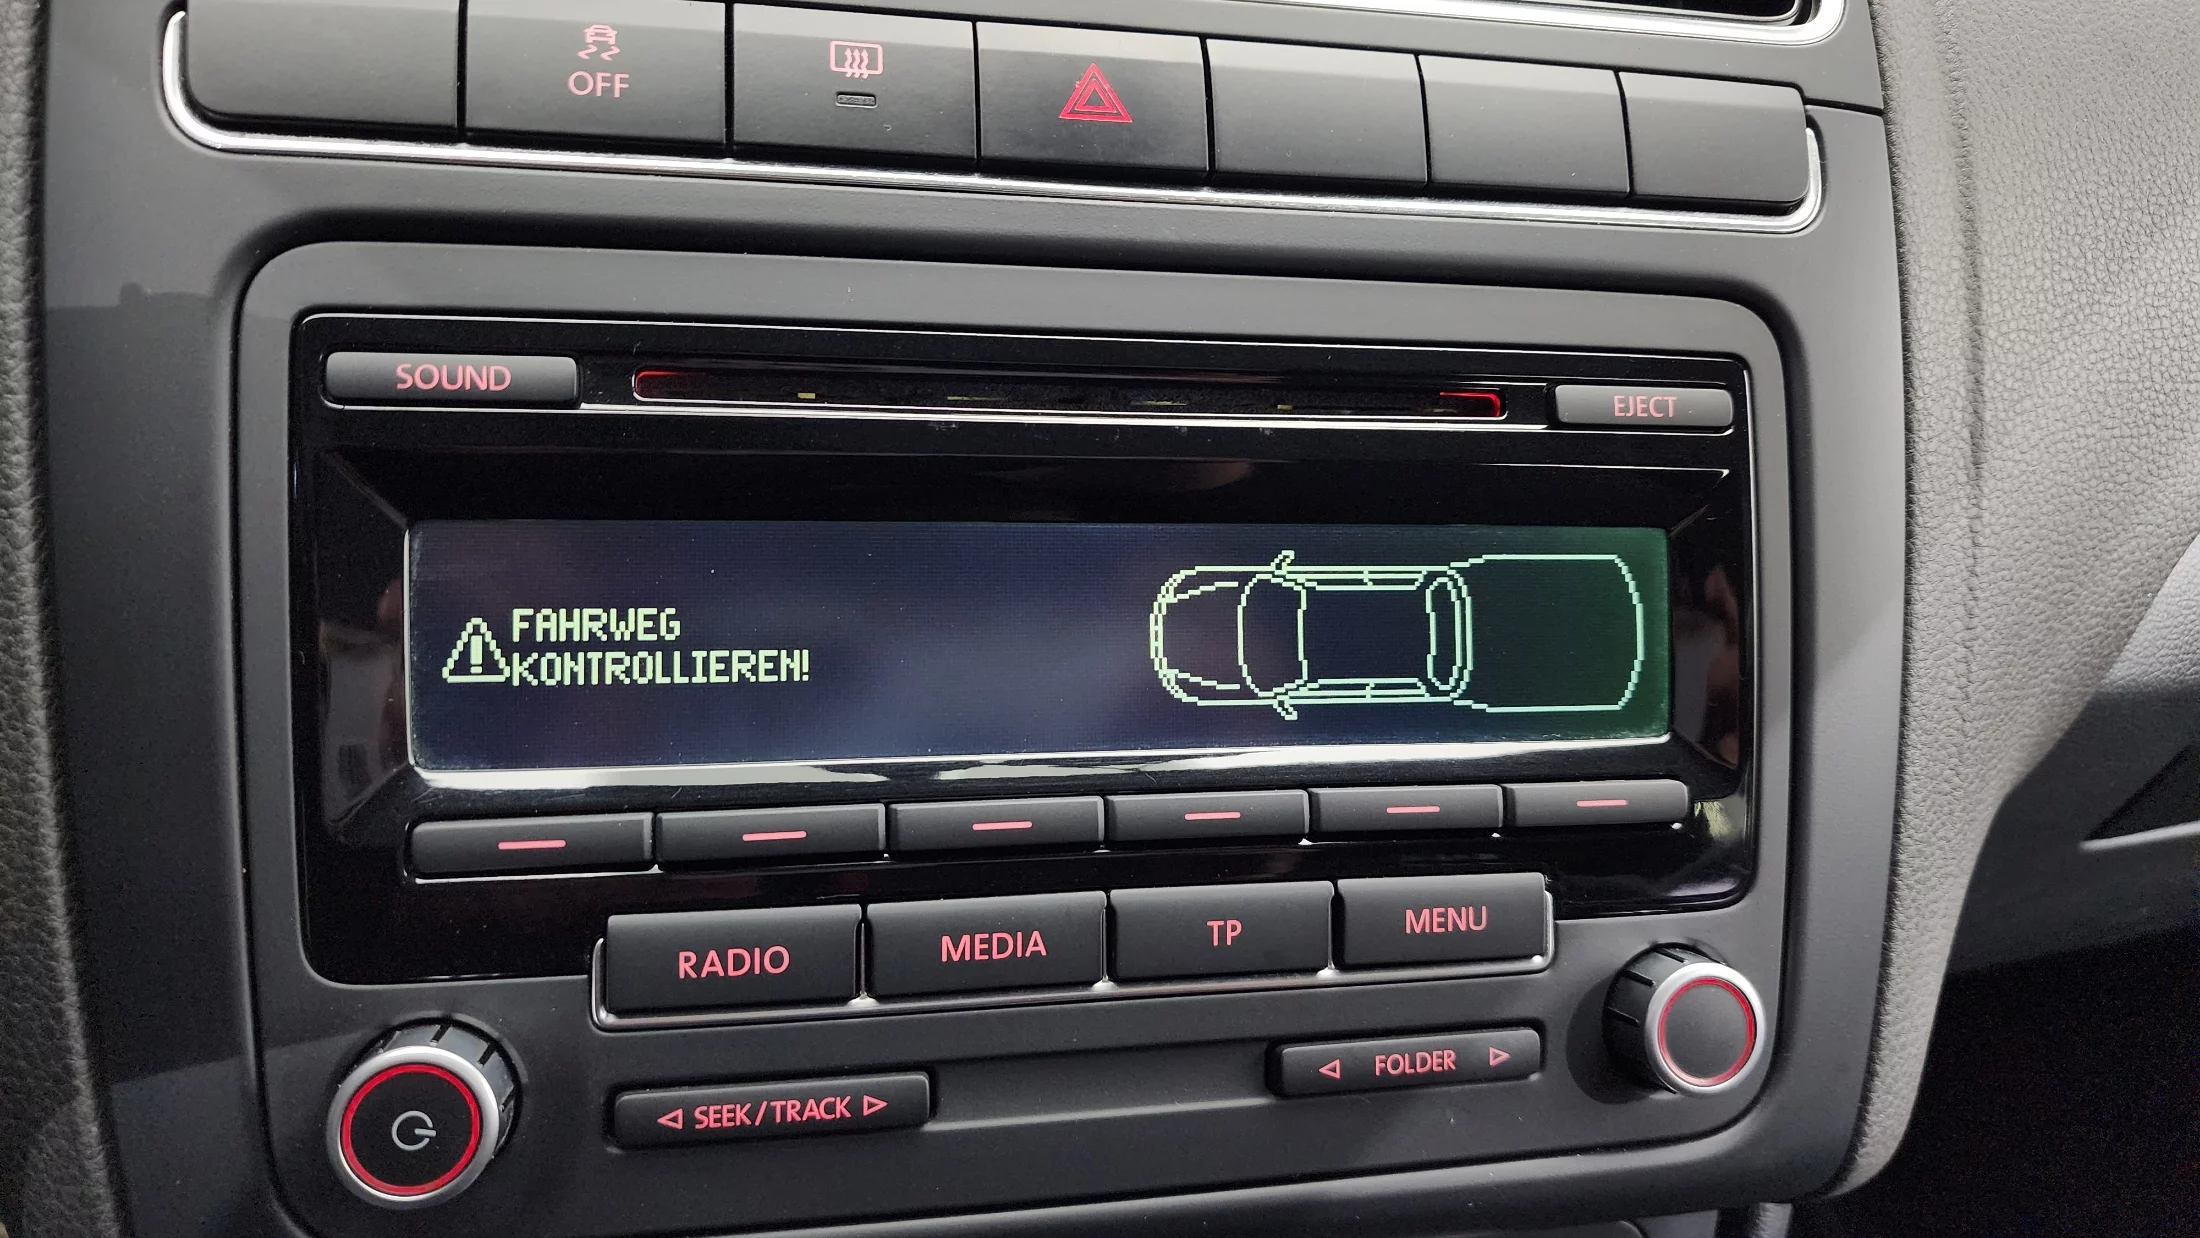 OFF
SOUND
EJECT
FAHRWEG
KONTROLLIEREN!
RADIO
MEDIA
TP
MENU
SEEK/TRACK
FOLDER